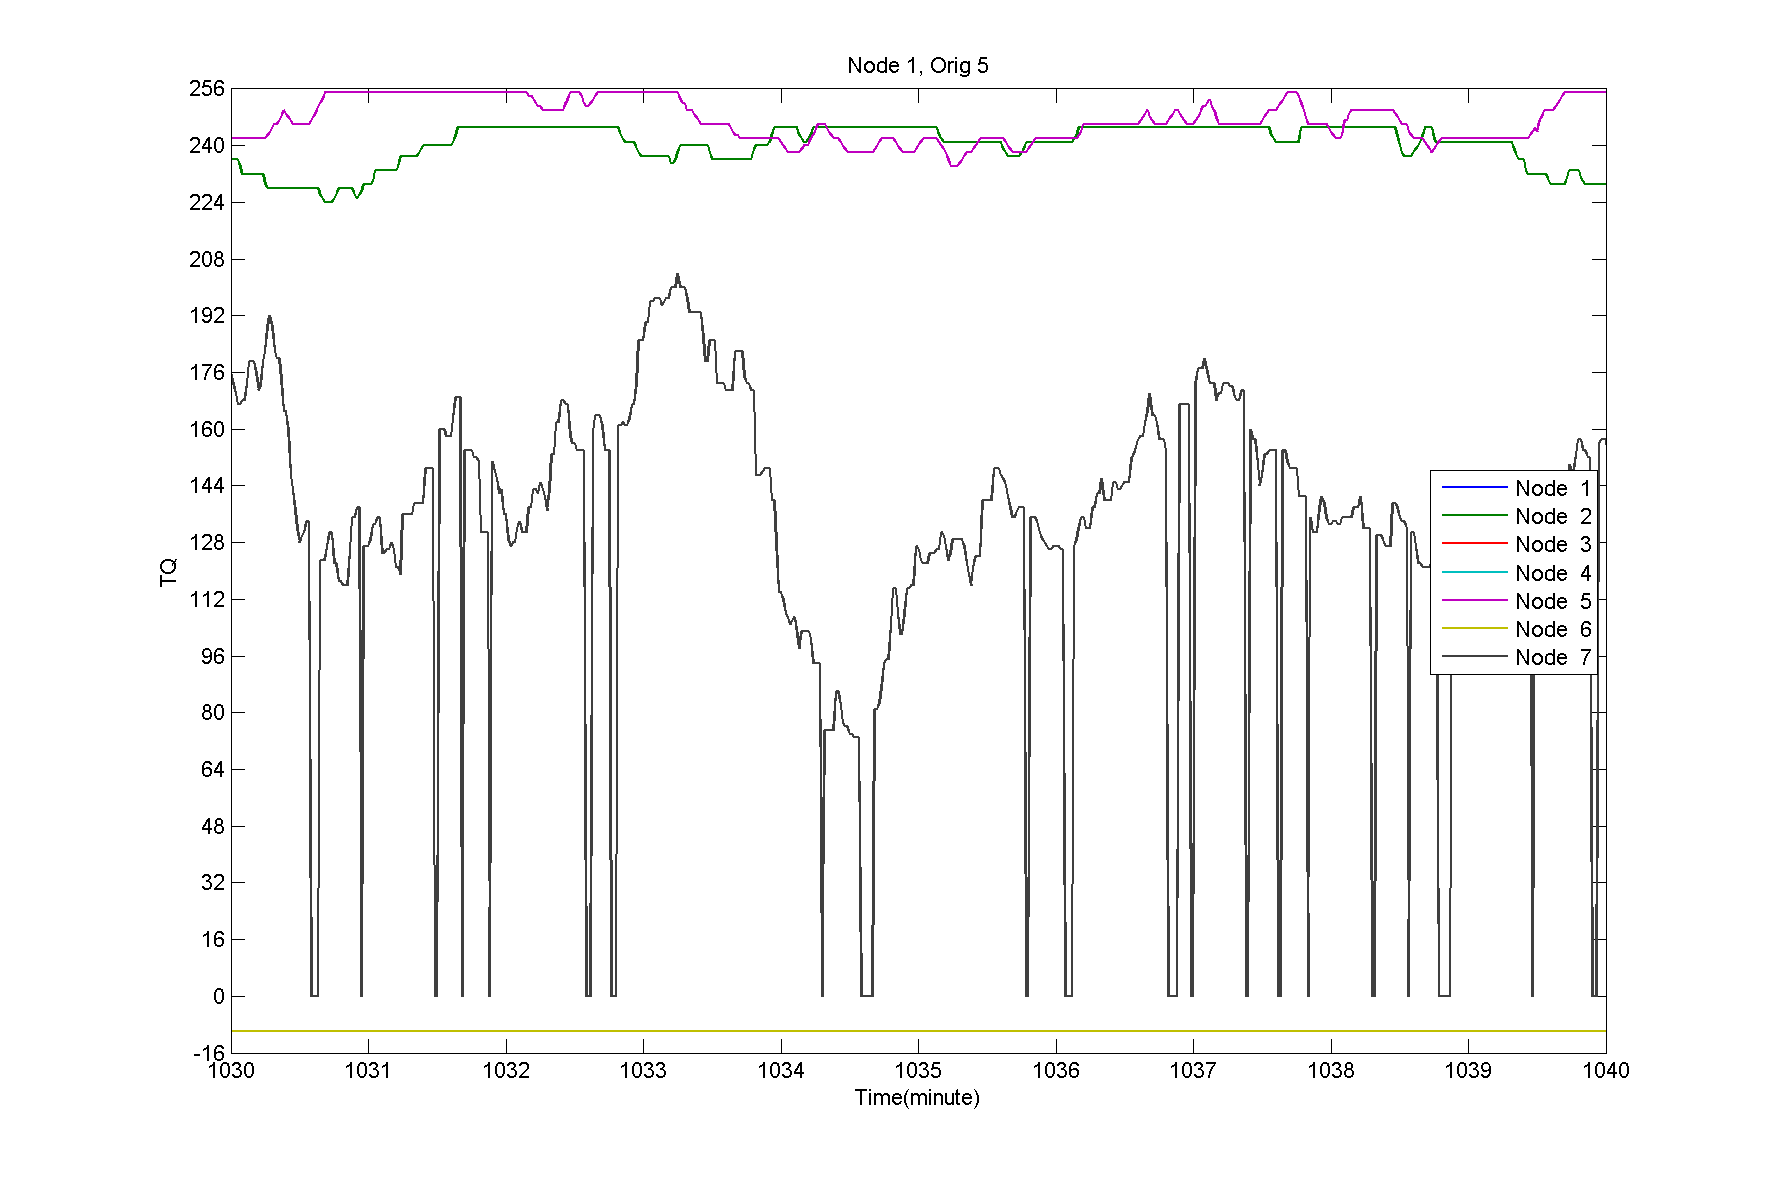 Node 1, Orig 5
256
240
224
208
192
176
160
144
128
112
96
80
64
48
32
16
0
-16
TQ
Node 1
Node 2
Node 3
Node 4
Node 5
Node 6
Node 7
1030 1031 1032 1033 1034 1035 1036 1037 1038 1039 1040
Time(minute)